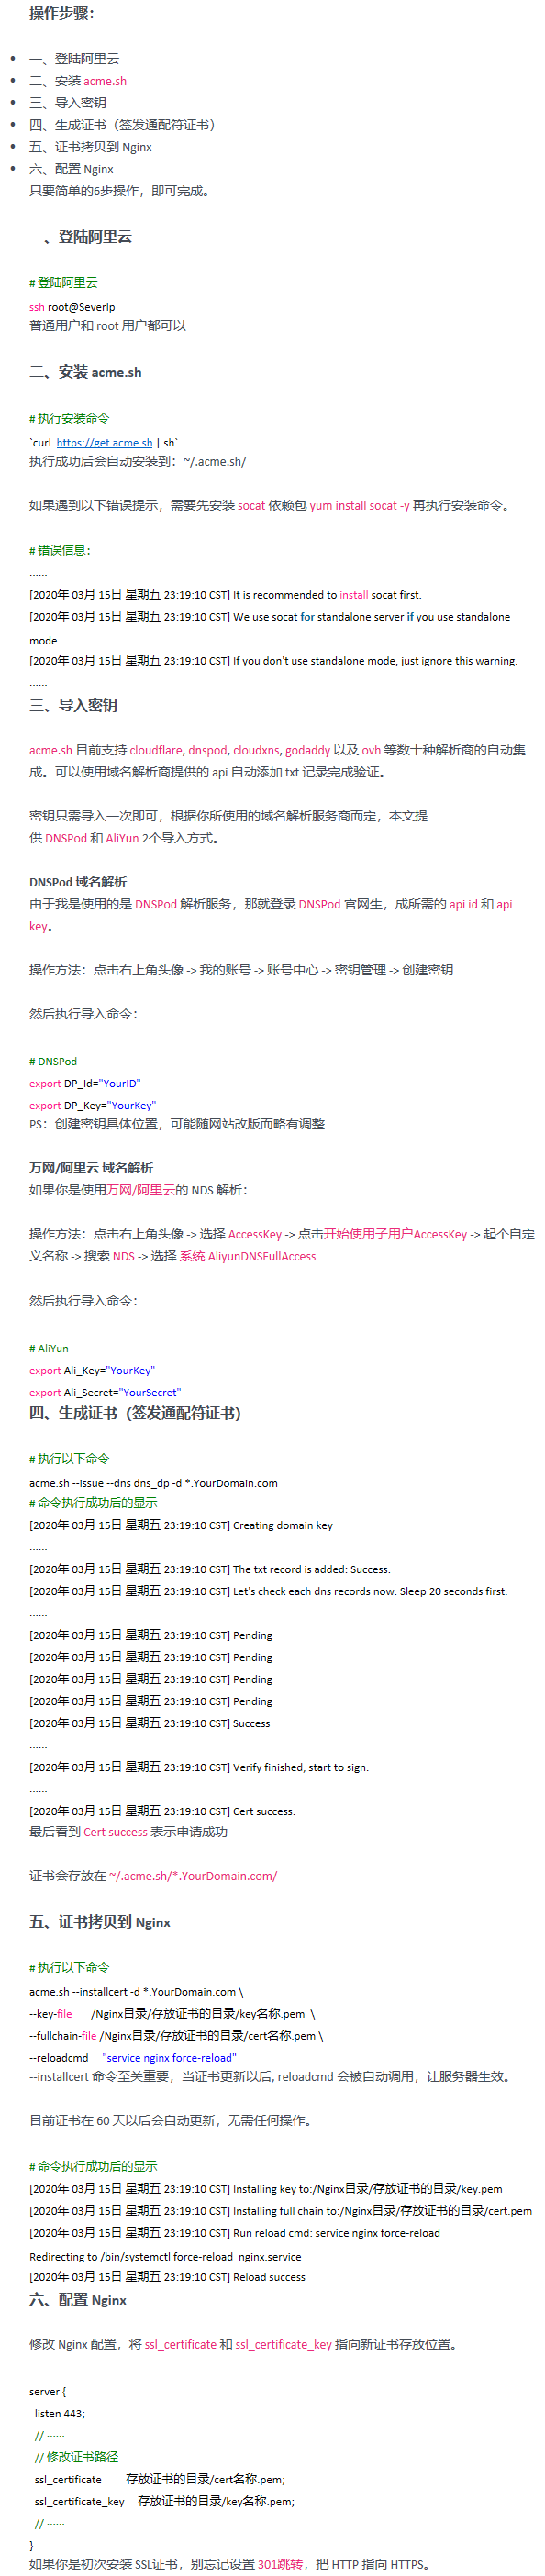 操作步骤：
一、登陆阿里云
二、安装 acme.sh
三、导入密钥
四、生成证书（签发通配符证书）
五、证书拷贝到 Nginx
六、配置 Nginx
只要简单的6步操作，即可完成。
一、登陆阿里云
# 登陆阿里云
ssh root@SeverIp
普通用户和 root 用户都可以
二、安装 acme.sh
# 执行安装命令
`curl  https://get.acme.sh | sh`
执行成功后会自动安装到：~/.acme.sh/
如果遇到以下错误提示，需要先安装 socat 依赖包 yum install socat -y 再执行安装命令。
# 错误信息：
......
[2020年 03月 15日 星期五 23:19:10 CST] It is recommended to install socat first.
[2020年 03月 15日 星期五 23:19:10 CST] We use socat for standalone server if you use standalone
mode.
[2020年 03月 15日 星期五 23:19:10 CST] If you don't use standalone mode, just ignore this warning.
......
三、导入密钥
acme.sh 目前支持 cloudflare, dnspod, cloudxns, godaddy 以及 ovh 等数十种解析商的自动集
成。可以使用域名解析商提供的 api 自动添加 txt 记录完成验证。
密钥只需导入一次即可，根据你所使用的域名解析服务商而定，本文提
供 DNSPod 和 AliYun 2个导入方式。
DNSPod 域名解析
由于我是使用的是 DNSPod 解析服务，那就登录 DNSPod 官网生，成所需的 api id 和 api
key。
操作方法：点击右上角头像 -> 我的账号 -> 账号中心 -> 密钥管理 -> 创建密钥
然后执行导入命令：
# DNSPod
export DP_Id="YourID"
export DP_Key="YourKey"
PS：创建密钥具体位置，可能随网站改版而略有调整
万网/阿里云 域名解析
如果你是使用万网/阿里云的 NDS 解析：
操作方法：点击右上角头像 -> 选择 AccessKey -> 点击开始使用子用户AccessKey -> 起个自定
义名称 -> 搜索 NDS -> 选择 系统 AliyunDNSFullAccess
然后执行导入命令：
# AliYun
export Ali_Key="YourKey"
export Ali_Secret="YourSecret"
四、生成证书（签发通配符证书）
# 执行以下命令
acme.sh --issue --dns dns_dp -d *.YourDomain.com
# 命令执行成功后的显示
[2020年 03月 15日 星期五 23:19:10 CST] Creating domain key
......
[2020年 03月 15日 星期五 23:19:10 CST] The txt record is added: Success.
[2020年 03月 15日 星期五 23:19:10 CST] Let's check each dns records now. Sleep 20 seconds first.
......
[2020年 03月 15日 星期五 23:19:10 CST] Pending
[2020年 03月 15日 星期五 23:19:10 CST] Pending
[2020年 03月 15日 星期五 23:19:10 CST] Pending
[2020年 03月 15日 星期五 23:19:10 CST] Pending
[2020年 03月 15日 星期五 23:19:10 CST] Success
......
[2020年 03月 15日 星期五 23:19:10 CST] Verify finished, start to sign.
......
[2020年 03月 15日 星期五 23:19:10 CST] Cert success.
最后看到 Cert success 表示申请成功
证书会存放在 ~/.acme.sh/*.YourDomain.com/
五、证书拷贝到 Nginx
# 执行以下命令
acme.sh --installcert -d *.YourDomain.com \
--key-file      /Nginx目录/存放证书的目录/key名称.pem  \
--fullchain-file /Nginx目录/存放证书的目录/cert名称.pem \
--reloadcmd     "service nginx force-reload"
--installcert 命令至关重要，当证书更新以后, reloadcmd 会被自动调用，让服务器生效。
目前证书在 60 天以后会自动更新，无需任何操作。
# 命令执行成功后的显示
[2020年 03月 15日 星期五 23:19:10 CST] Installing key to:/Nginx目录/存放证书的目录/key.pem
[2020年 03月 15日 星期五 23:19:10 CST] Installing full chain to:/Nginx目录/存放证书的目录/cert.pem
[2020年 03月 15日 星期五 23:19:10 CST] Run reload cmd: service nginx force-reload
Redirecting to /bin/systemctl force-reload  nginx.service
[2020年 03月 15日 星期五 23:19:10 CST] Reload success
六、配置 Nginx
修改 Nginx 配置，将 ssl_certificate 和 ssl_certificate_key 指向新证书存放位置。
server {
listen 443;
// ······
// 修改证书路径
ssl_certificate        存放证书的目录/cert名称.pem;
ssl_certificate_key    存放证书的目录/key名称.pem;
// ······
}
如果你是初次安装 SSL证书，别忘记设置 301跳转，把 HTTP 指向 HTTPS。